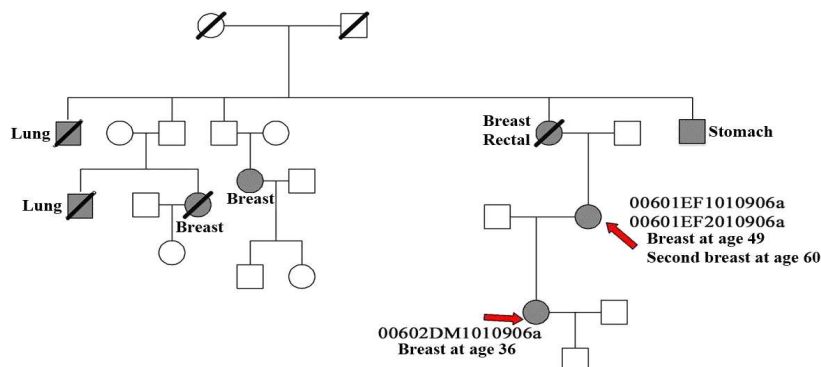 Lung
Breast
Rectal
Stomach
Lung
Breast
Breast
00601EF1010906a
00601EF2010906a
Breast at age 49
Second breast at age 60
00602DM1010906a
Breast at age 36